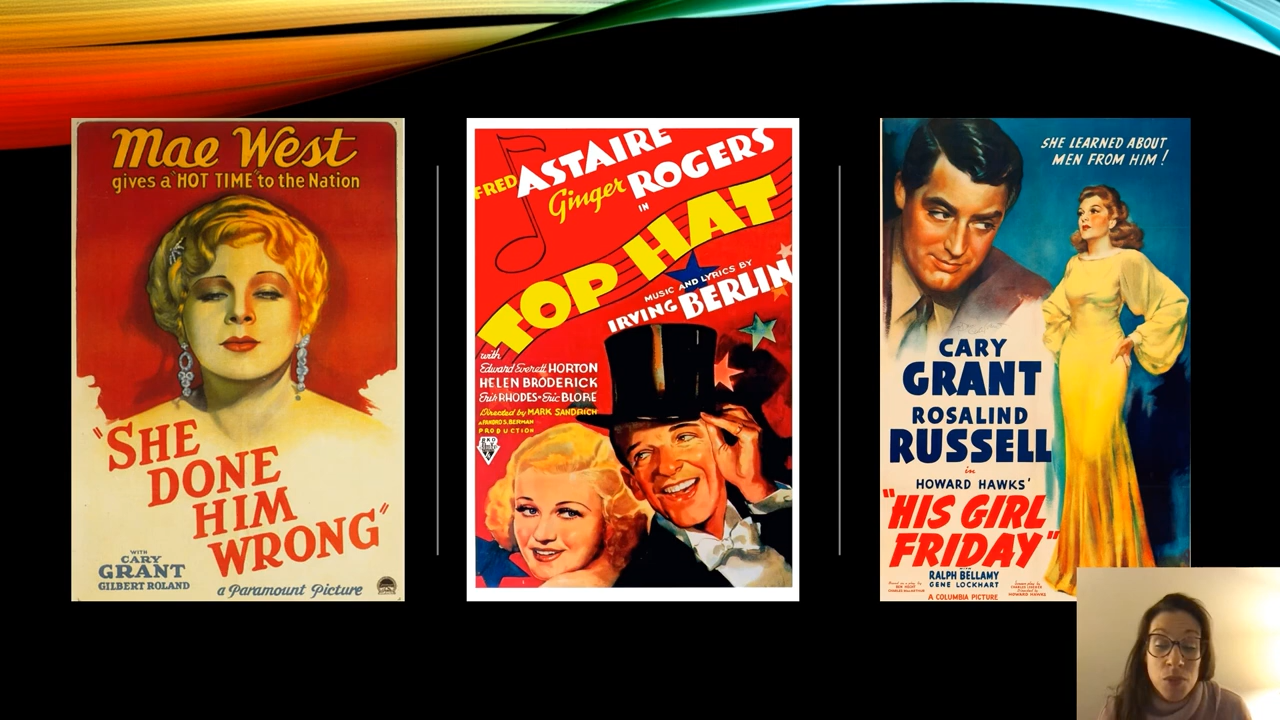 Mae West
gives a "HOT TIME" to the Nation
"SHE
DONE
HIM
WRONG"
WITH
CARY
GRANT
GILBERT ROLAND
a Paramount Picture
FRED ASTAIRE
Ginger ROGERS
IN
TOP HAT
MUSIC AND LYRICS BY
IRVING BERLIN
with
Edward Everett HORTON
HELEN BRODERICK
Erik RHODES-Eric BLORE
Directed by MARK SANDRICH
A PANDRO S. BERMAN
PRODUCTION
RKO
SHE LEARNED ABOUT
MEN FROM HIM!
CARY
GRANT
ROSALIND
RUSSELL
in
HOWARD HAWKS'
"HIS GIRL
FRIDAY"
WITH
RALPH BELLAMY
GENE LOCKHART
A COLUMBIA PICTURE